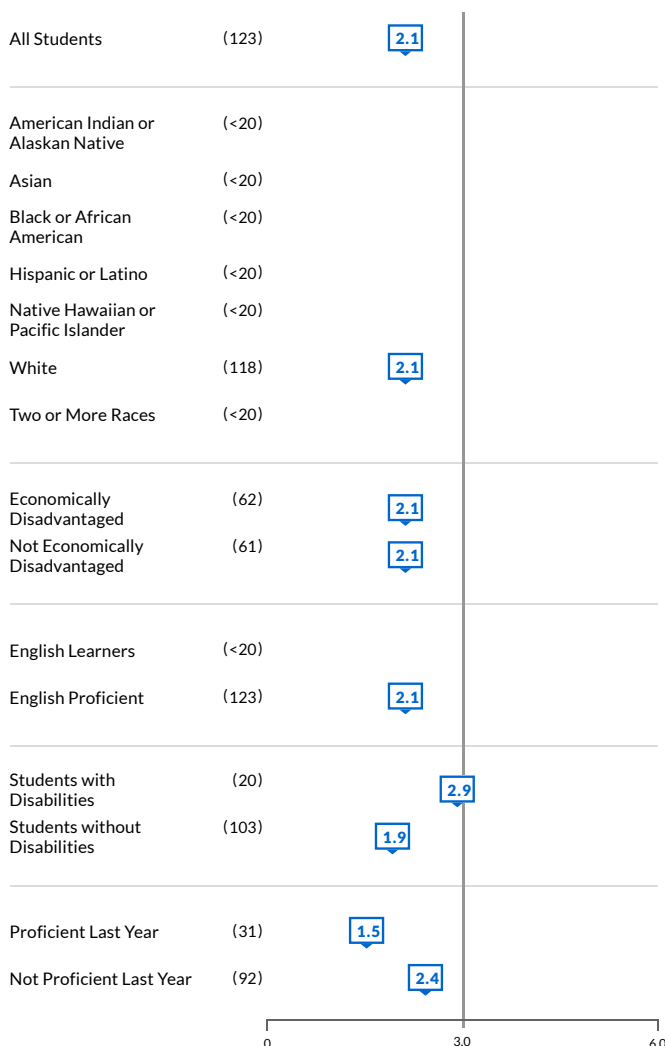 All Students (123) 2.1
American Indian or (<20)
Alaskan Native
Asian (<20)
Black or African (<20)
American
Hispanic or Latino (<20)
Native Hawaiian or (<20)
Pacific Islander
White (118) 2.1
Two or More Races (<20)
Economically (62) 2.1
Disadvantaged
Not Economically (61) 2.1
Disadvantaged
English Learners (<20)
English Proficient (123) 2.1
Students with (20) 2.9
Disabilities
Students without (103) 1.9
Disabilities
Proficient Last Year (31) 1.5
Not Proficient Last Year (92) 2.4
0 3.0 6.0